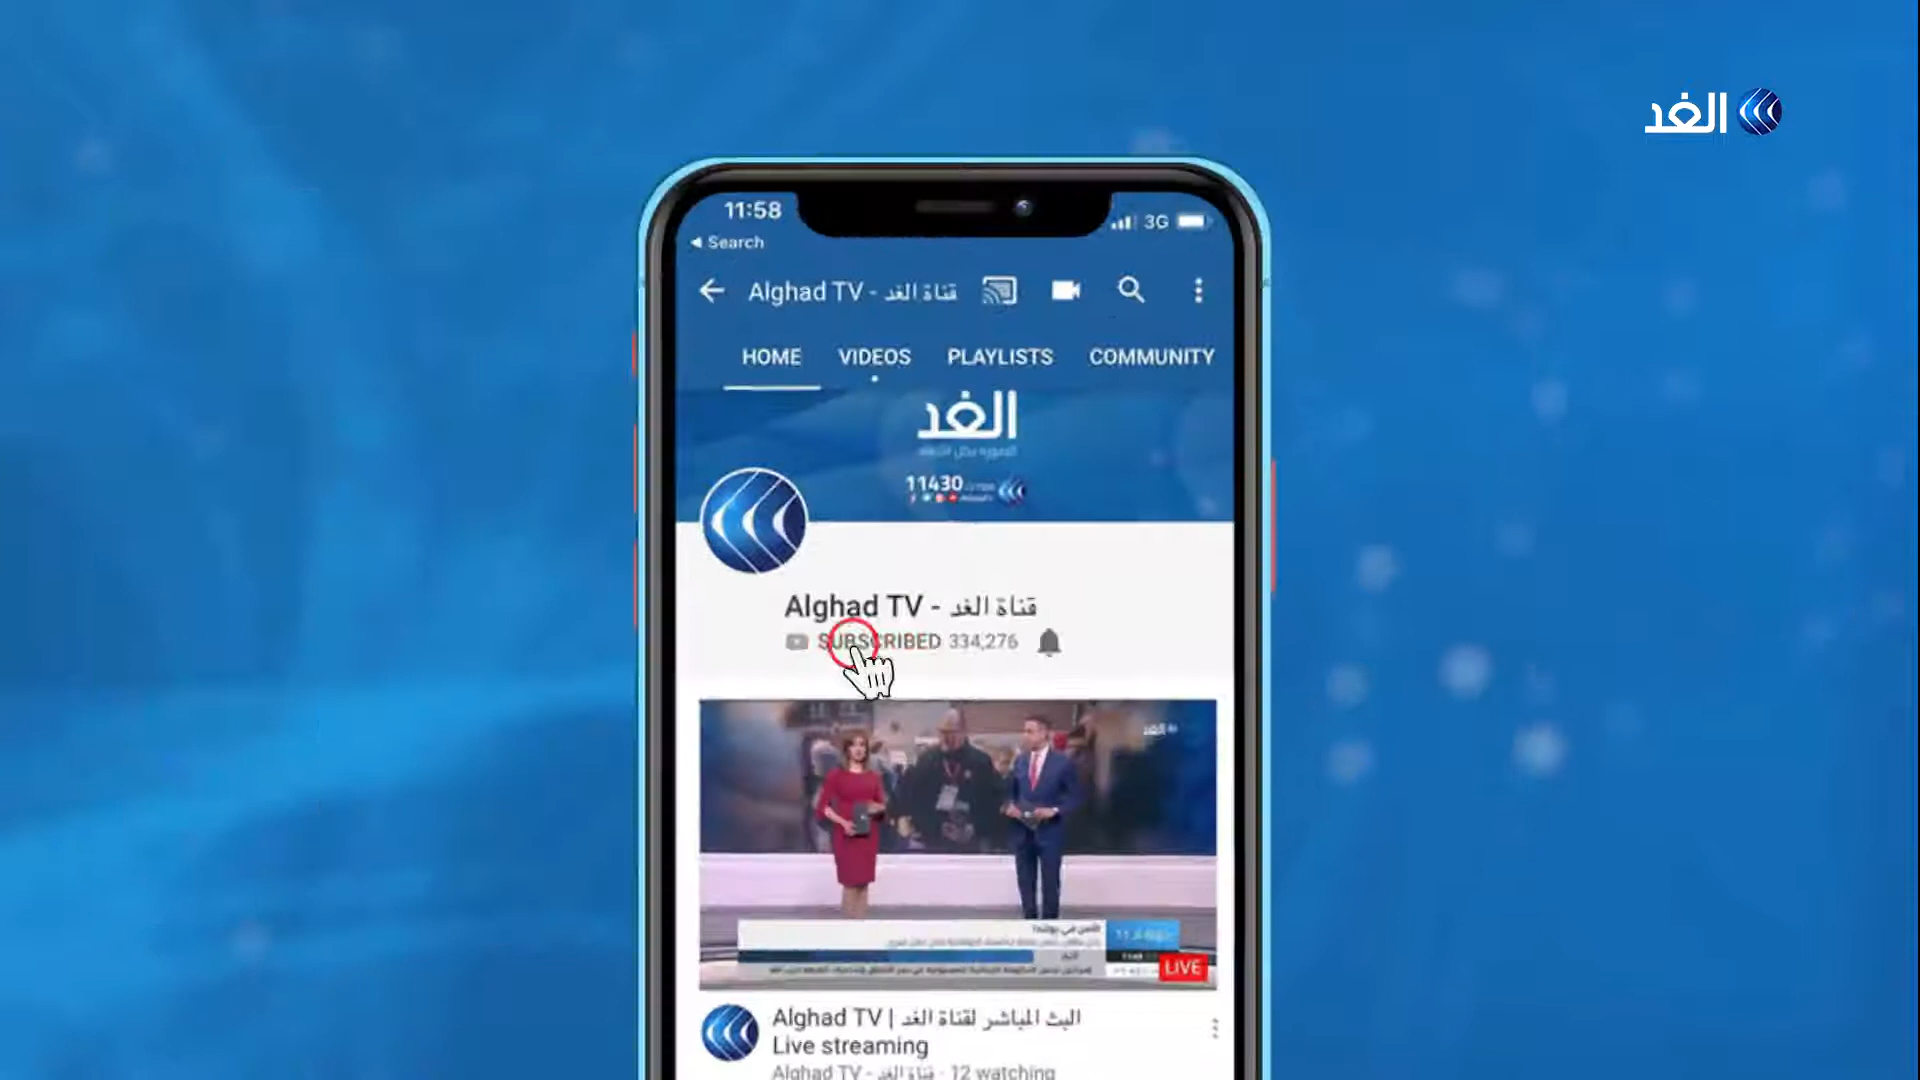 الغد
11:58
3G
Search
Alghad TV - قناة الغد
HOME VIDEOS PLAYLISTS COMMUNITY
الغد
11430
Alghad TV - قناة الغد
SUBSCRIBED 334,276
الغد
LIVE
Alghad TV | البث المباشر لقناة الغد
Live streaming
Alghad TV - قناة الغد · 12 watching